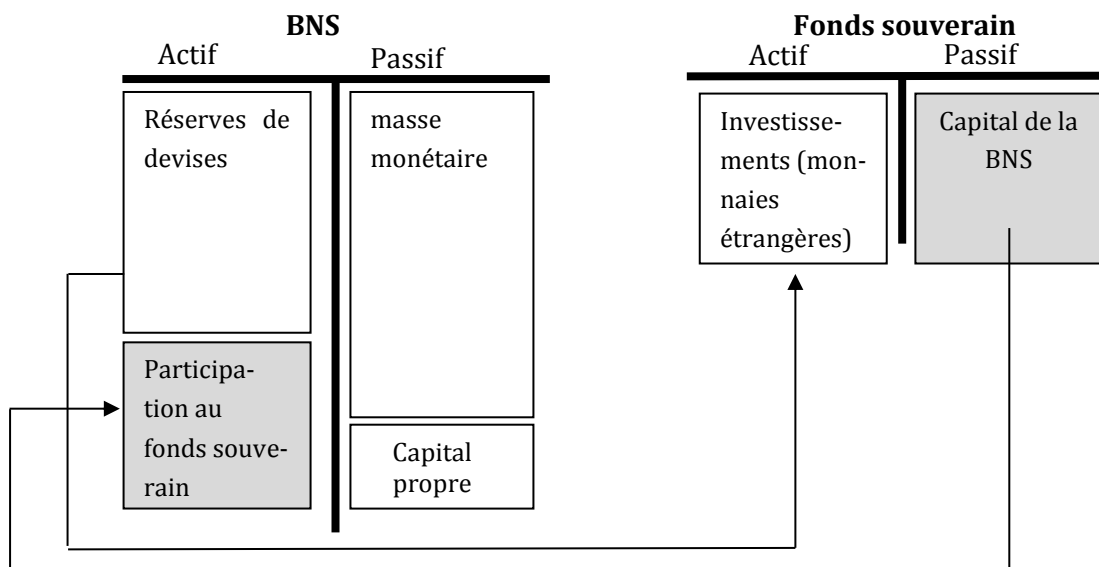 BNS
Actif
Passif
Réserves de
devises
masse
monétaire
Participa-
tion au
fonds souve-
rain
Capital
propre
Fonds souverain
Actif
Passif
Investisse-
ments (mon-
naies
étrangères)
Capital de la
BNS